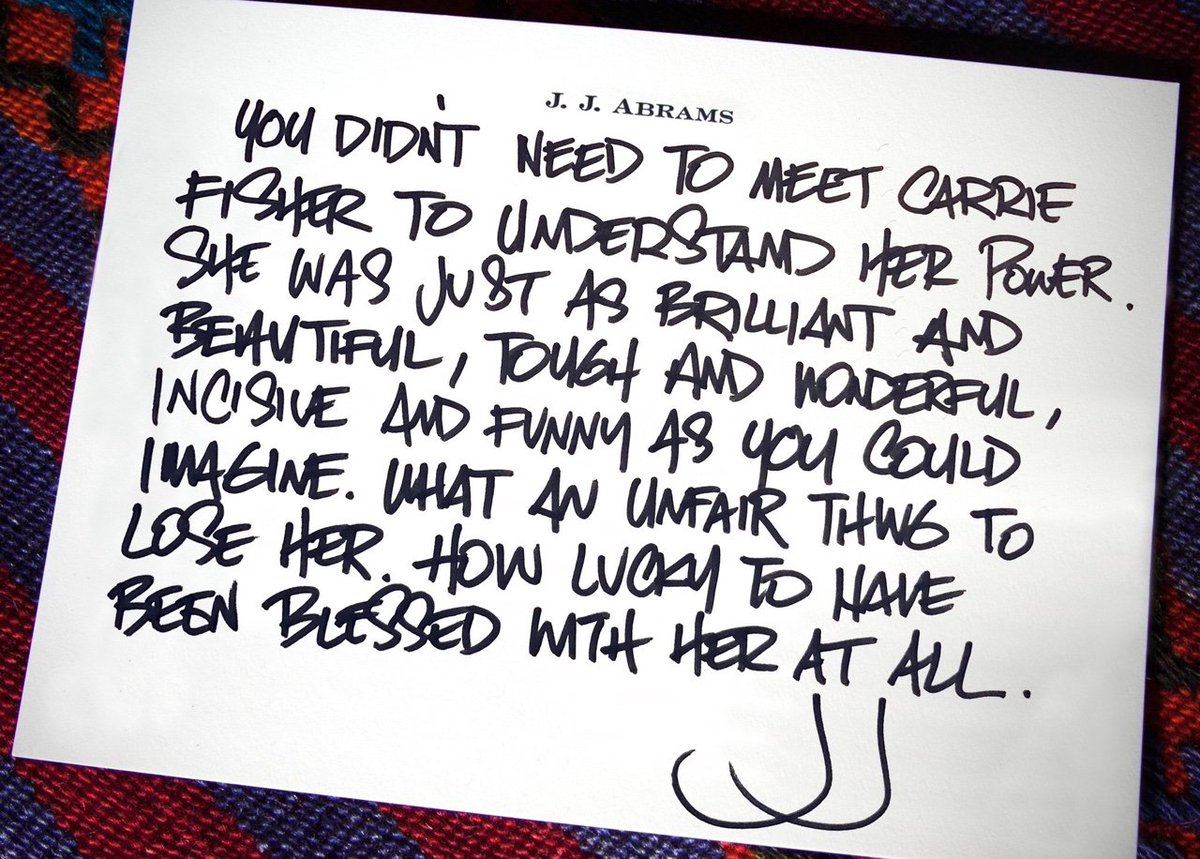 J. J. ABRAMS
YOU DIDN'T NEED TO MEET CARRIE
FISHER TO UNDERSTAND HER POWER.
SHE WAS JUST AS BRILLIANT AND
BEAUTIFUL, TOUGH AND WONDERFUL,
INCISIVE AND FUNNY AS YOU COULD
IMAGINE. WHAT AN UNFAIR THING TO
LOSE HER. HOW LUCKY TO HAVE
BEEN BLESSED WITH HER AT ALL.
JJ